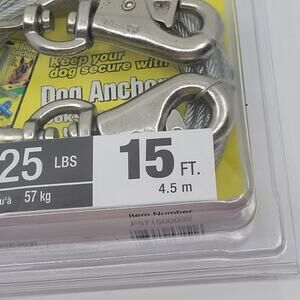 Keep your
dog secure with
Dog Anchor
25 LBS
15 FT.
u'à 57 kg
4.5 m
Item Number